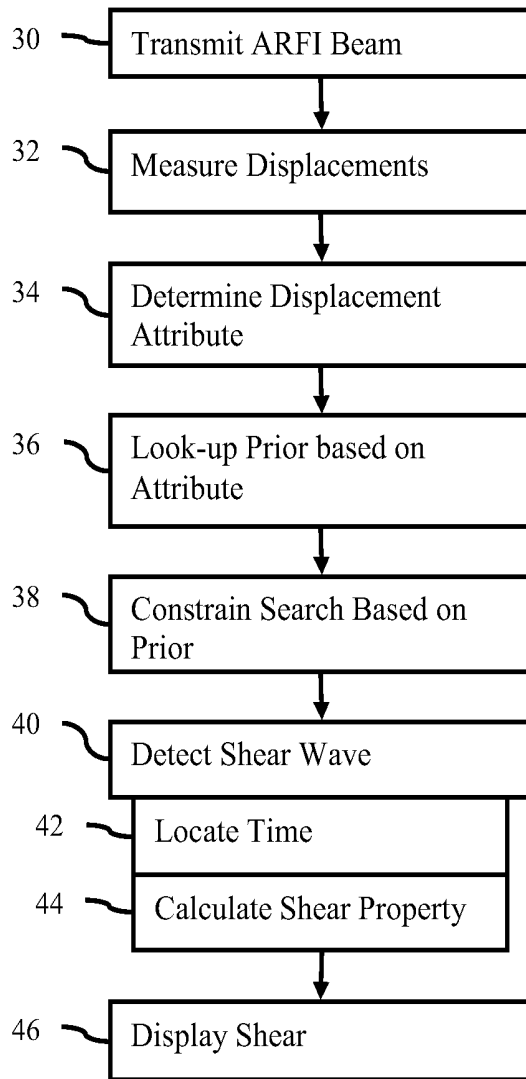 30
Transmit ARFI Beam
32
Measure Displacements
34
Determine Displacement
Attribute
36
Look-up Prior based on
Attribute
38
Constrain Search Based on
Prior
40
Detect Shear Wave
42
Locate Time
44
Calculate Shear Property
46
Display Shear